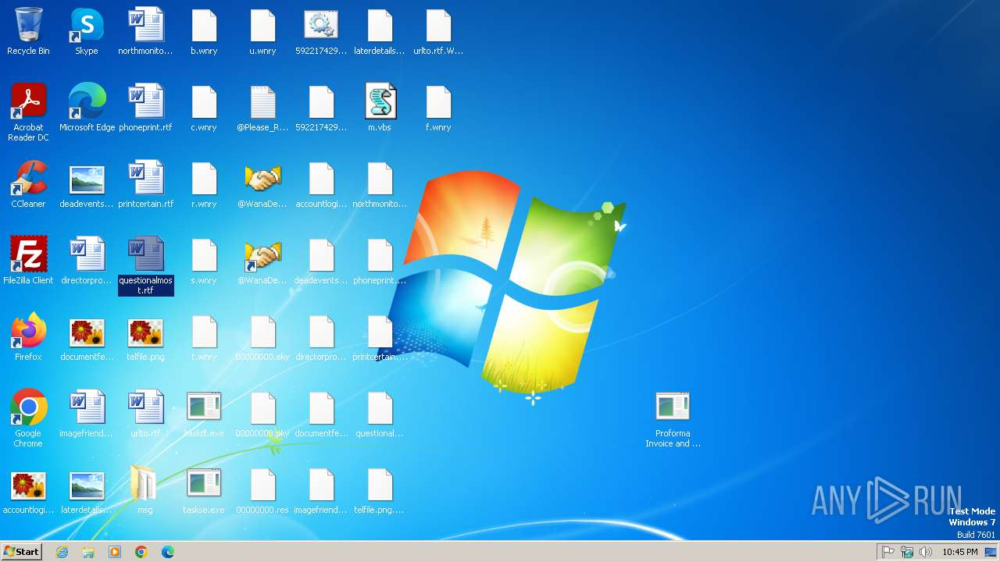 Recycle Bin
Skype
northmonito...
b.wnry
u.wnry
592217429...
laterdetails...
urlto.rtf.W...
Acrobat
Reader DC
Microsoft Edge
phoneprint.rtf
c.wnry
@Please_R...
592217429...
m.vbs
f.wnry
CCleaner
deadevents...
printcertain.rtf
r.wnry
@WanaDe...
accountlogi...
northmonito...
FileZilla Client
directorpro...
questionalmos
t.rtf
s.wnry
@WanaDe...
deadevents...
phoneprint....
Firefox
documentfe...
telfile.png
t.wnry
00000000.eky
directorpro...
printcertain....
Google
Chrome
imagefriend...
urlto.rtf
taskdl.exe
00000000.pky
documentfe...
questional...
Proforma
Invoice and ...
accountlogi...
laterdetails...
msg
taskse.exe
00000000.res
imagefriend...
telfile.png....
ANY RUN
Test Mode
Windows 7
Build 7601
Start
10:45 PM